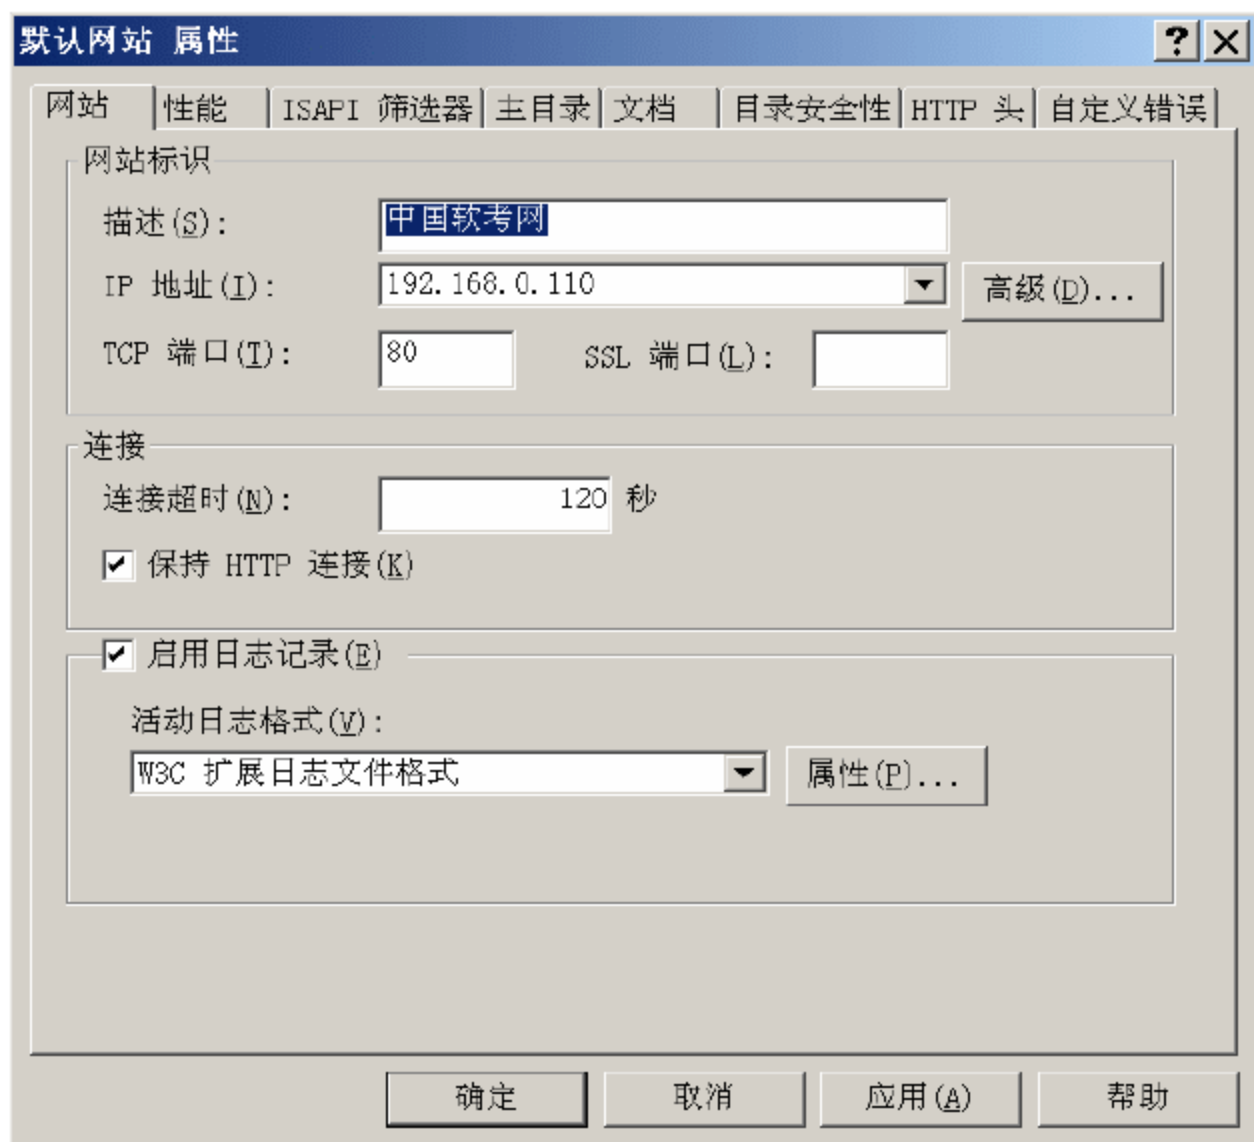 默认网站 属性
网站 性能 ISAPI 筛选器 主目录 文档 目录安全性 HTTP 头 自定义错误
网站标识
描述(S): 中国软考网
IP 地址(I): 192.168.0.110 高级(D)...
TCP 端口(T): 80 SSL 端口(L):
连接
连接超时(N): 120 秒
保持 HTTP 连接(K)
启用日志记录(E)
活动日志格式(V):
W3C 扩展日志文件格式 属性(P)...
确定 取消 应用(A) 帮助